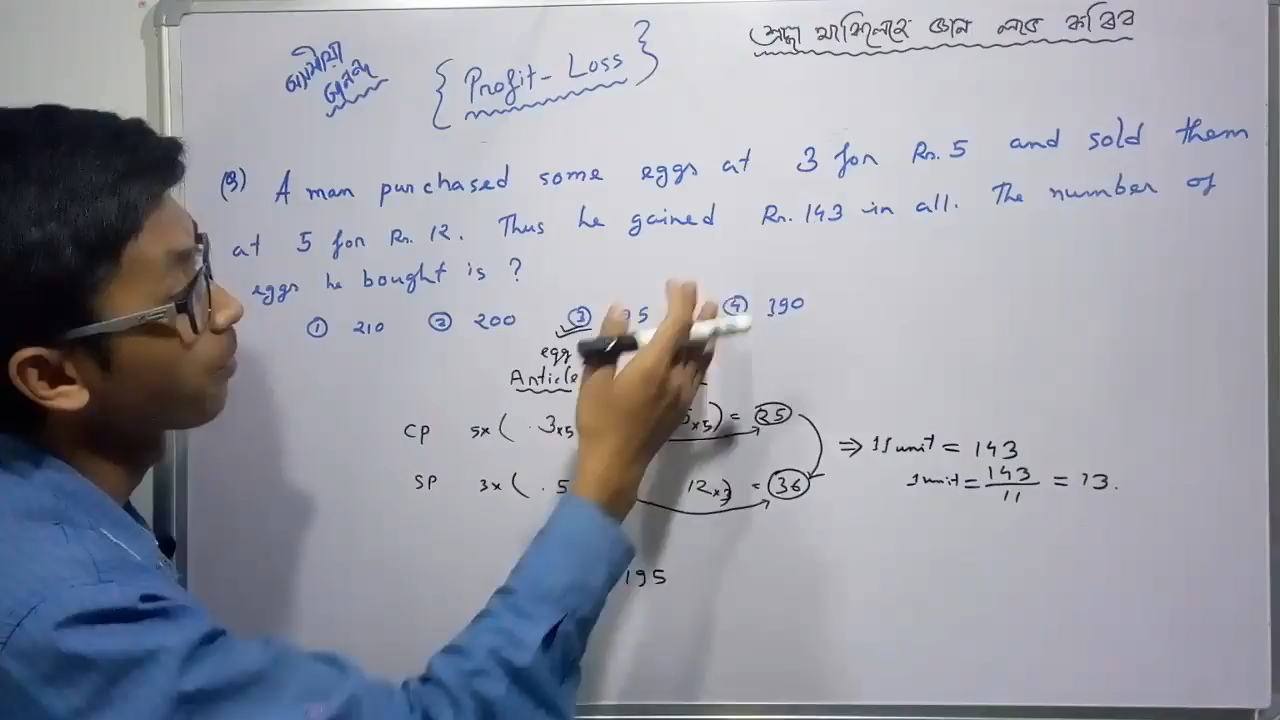 {Profit - Loss}
(Q) A man purchased some eggs at 3 for Rs. 5 and sold them
at 5 for Rs. 12. Thus he gained Rs. 143 in all. The number of
eggs he bought is ?
① 210 ② 200 ③ 95 ④ 390
egg
Article
CP 5x ( 3x5 5x5) = 25
SP 3x ( 5 12x3) = 36
⇒ 11 unit = 143
1 unit = 143/11 = 13.
195